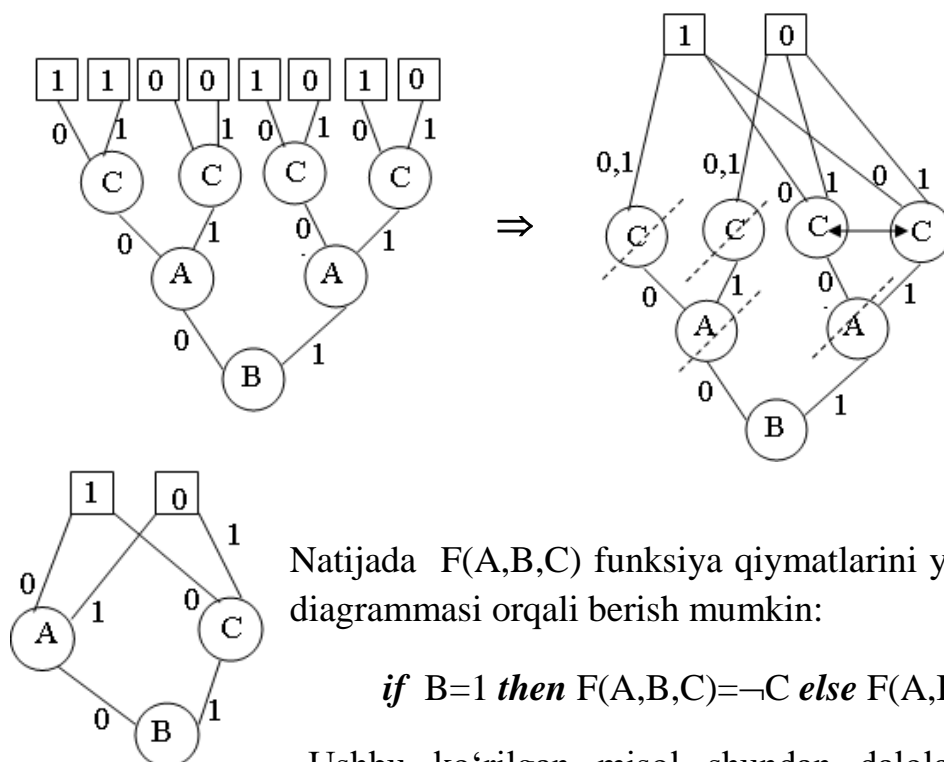 1 1 0 0 1 0 1 0
0 1 1 0 1 0 1
C C C C
0 1 0 1
A A
0 1
B
⇒
1 0
0,1 0,1 0 1 0 1
C C C C
0 1 0 1
A A
0 1
B
1 0
0 1 0 1
A C
0 1
B
Natijada F(A,B,C) funksiya qiymatlarini
diagrammasi orqali berish mumkin:
if B=1 then F(A,B,C)=¬C else